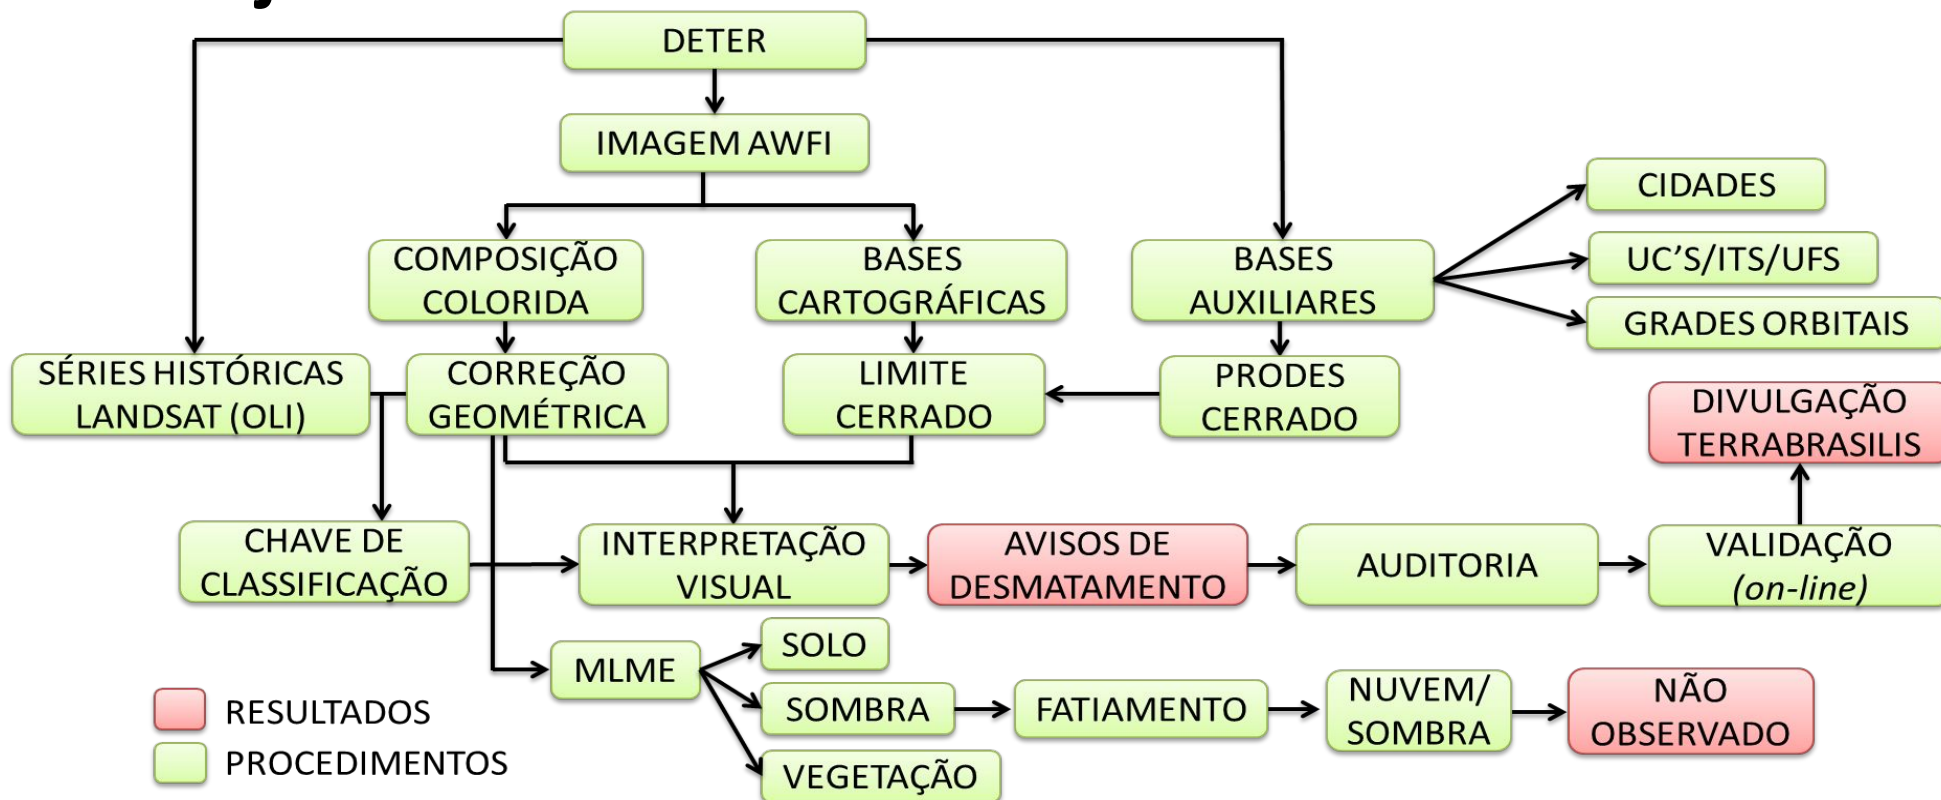 DETER
IMAGEM AWFI
CIDADES
COMPOSIÇÃO
COLORIDA
BASES
CARTOGRÁFICAS
BASES
AUXILIARES
UC'S/ITS/UFS
GRADES ORBITAIS
SÉRIES HISTÓRICAS
LANDSAT (OLI)
CORREÇÃO
GEOMÉTRICA
LIMITE
CERRADO
PRODES
CERRADO
DIVULGAÇÃO
TERRABRASILIS
CHAVE DE
CLASSIFICAÇÃO
INTERPRETAÇÃO
VISUAL
AVISOS DE
DESMATAMENTO
AUDITORIA
VALIDAÇÃO
(on-line)
MLME
SOLO
SOMBRA
VEGETAÇÃO
FATIAMENTO
NUVEM/
SOMBRA
NÃO
OBSERVADO
RESULTADOS
PROCEDIMENTOS